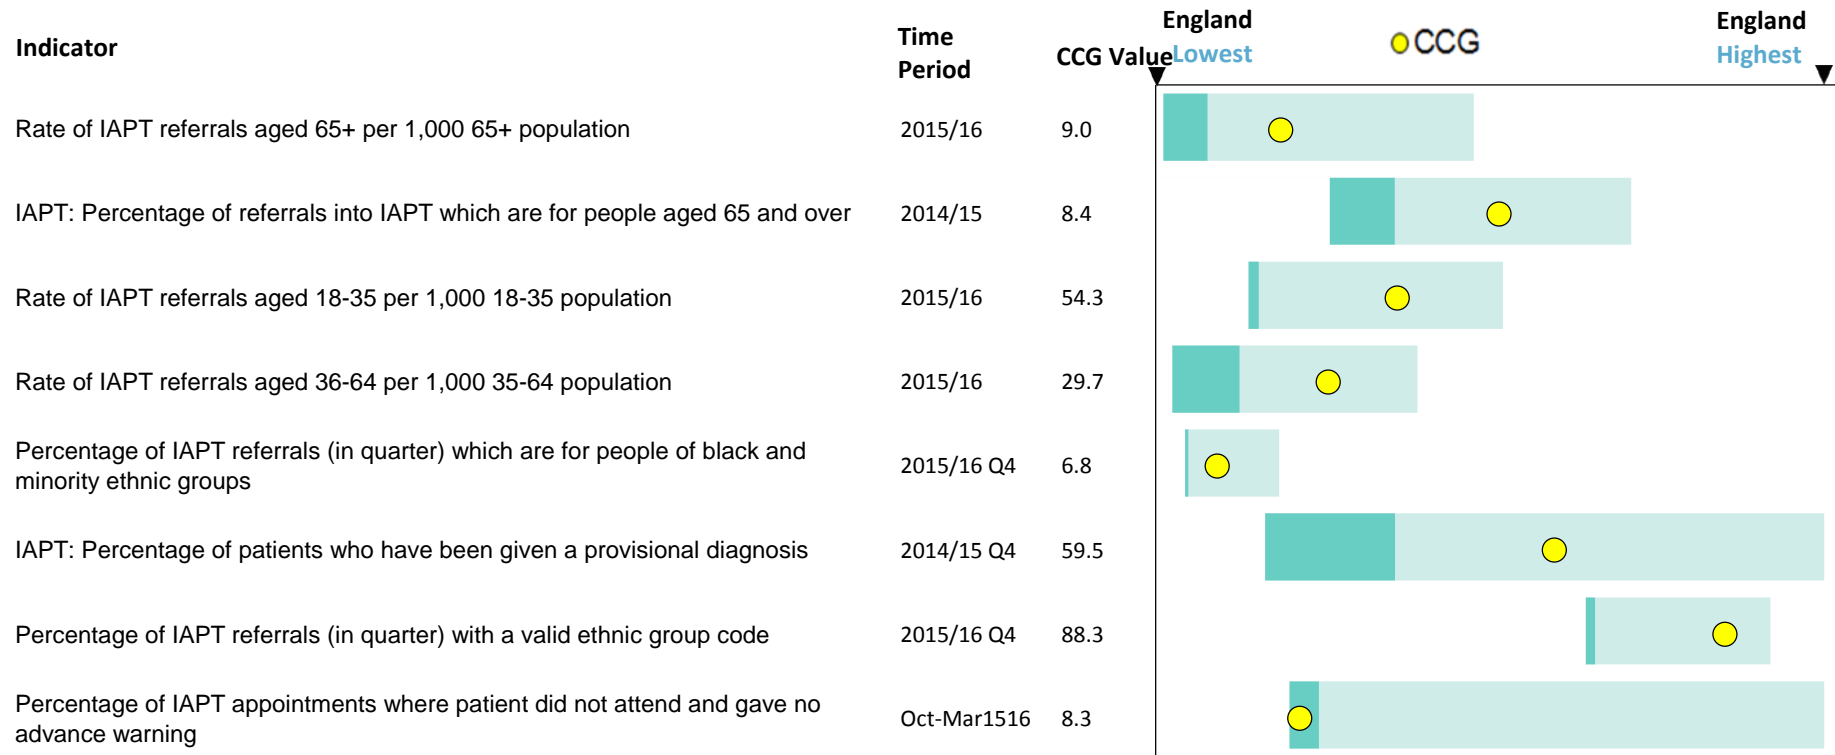 Indicator
Time
Period
CCG Value
England
Lowest
CCG
England
Highest
Rate of IAPT referrals aged 65+ per 1,000 65+ population
2015/16
9.0
IAPT: Percentage of referrals into IAPT which are for people aged 65 and over
2014/15
8.4
Rate of IAPT referrals aged 18-35 per 1,000 18-35 population
2015/16
54.3
Rate of IAPT referrals aged 36-64 per 1,000 35-64 population
2015/16
29.7
Percentage of IAPT referrals (in quarter) which are for people of black and
minority ethnic groups
2015/16 Q4
6.8
IAPT: Percentage of patients who have been given a provisional diagnosis
2014/15 Q4
59.5
Percentage of IAPT referrals (in quarter) with a valid ethnic group code
2015/16 Q4
88.3
Percentage of IAPT appointments where patient did not attend and gave no
advance warning
Oct-Mar1516
8.3